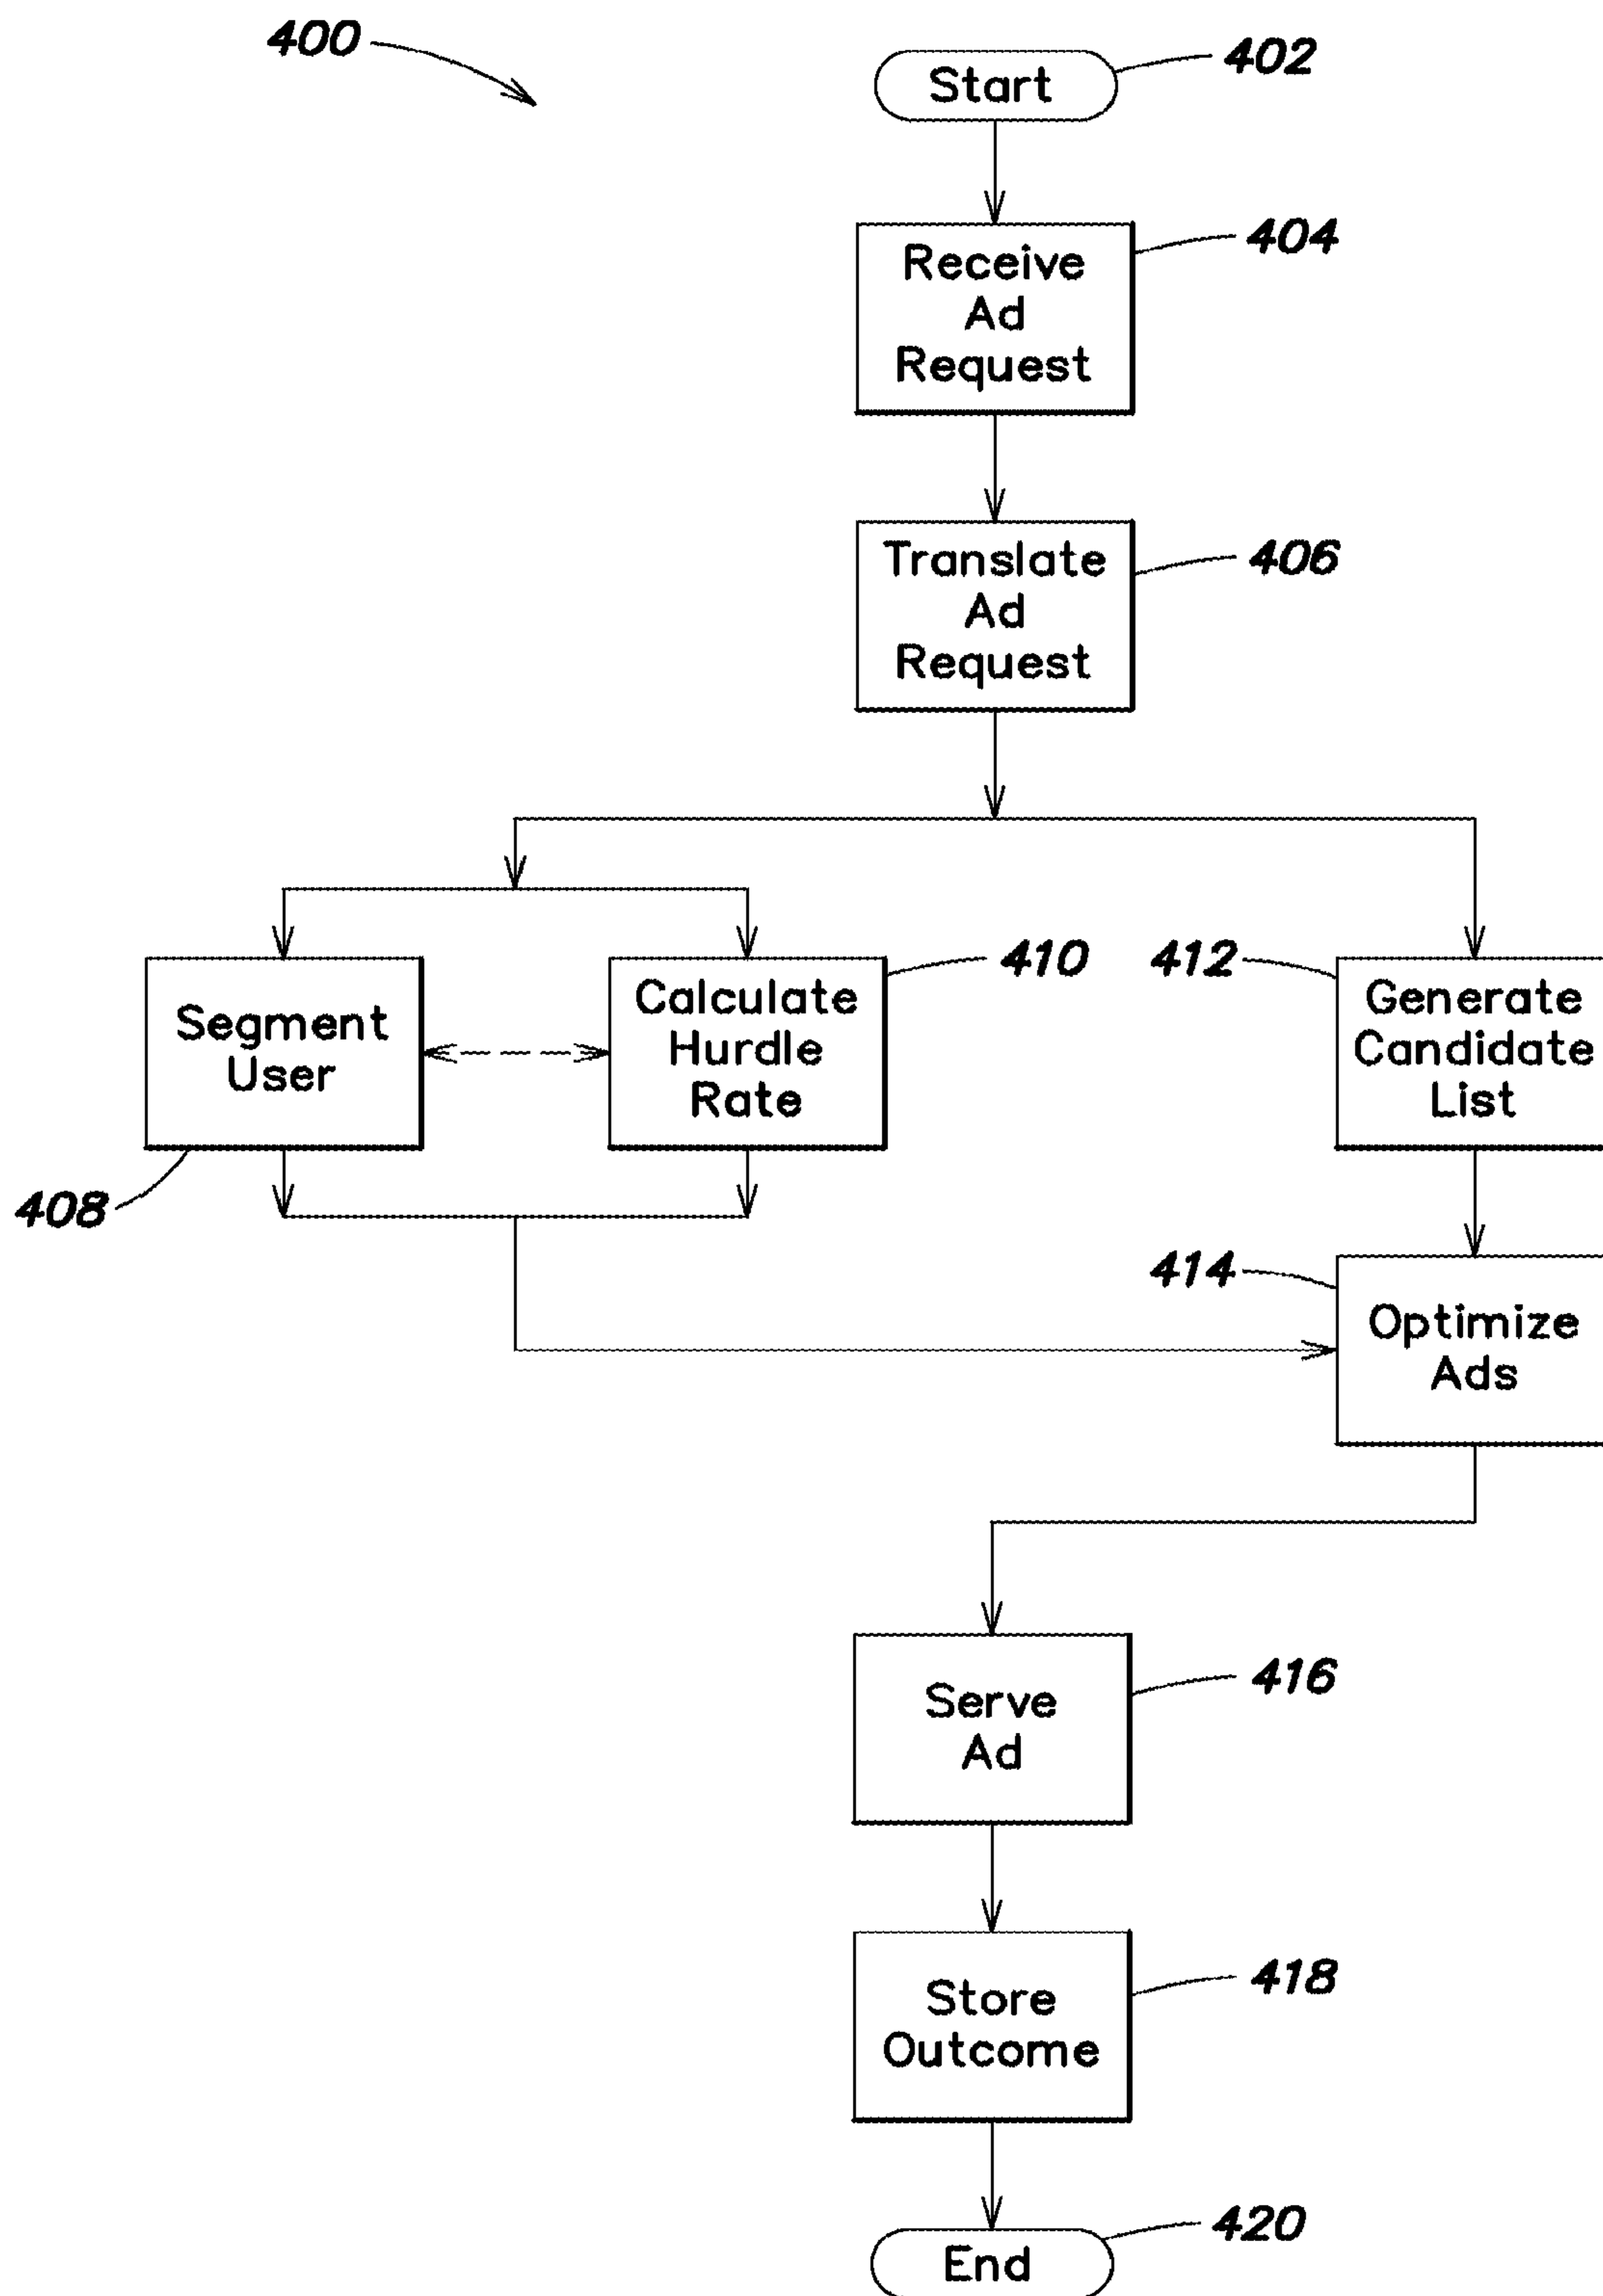 400
Start
402
Receive
Ad
Request
404
Translate
Ad
Request
406
Segment
User
408
Calculate
Hurdle
Rate
410
412
Generate
Candidate
List
414
Optimize
Ads
Serve
Ad
416
Store
Outcome
418
End
420